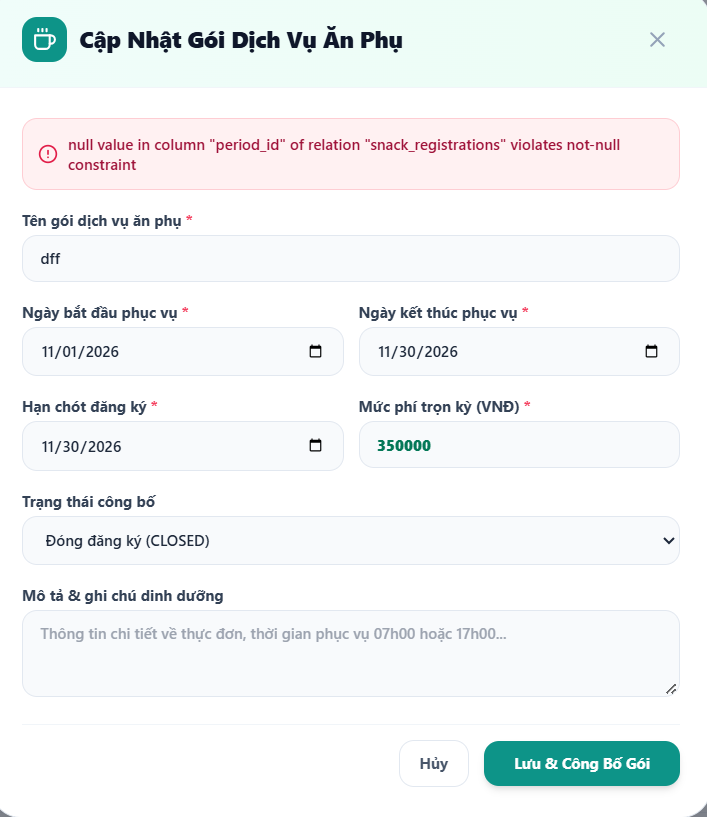 Cập Nhật Gói Dịch Vụ Ăn Phụ
null value in column "period_id" of relation "snack_registrations" violates not-null
constraint
Tên gói dịch vụ ăn phụ *
dff
Ngày bắt đầu phục vụ *
Ngày kết thúc phục vụ *
11/01/2026
11/30/2026
Hạn chót đăng ký *
Mức phí trọn kỳ (VNĐ) *
11/30/2026
350000
Trạng thái công bố
Đóng đăng ký (CLOSED)
Mô tả & ghi chú dinh dưỡng
Thông tin chi tiết về thực đơn, thời gian phục vụ 07h00 hoặc 17h00...
Hủy
Lưu & Công Bố Gói